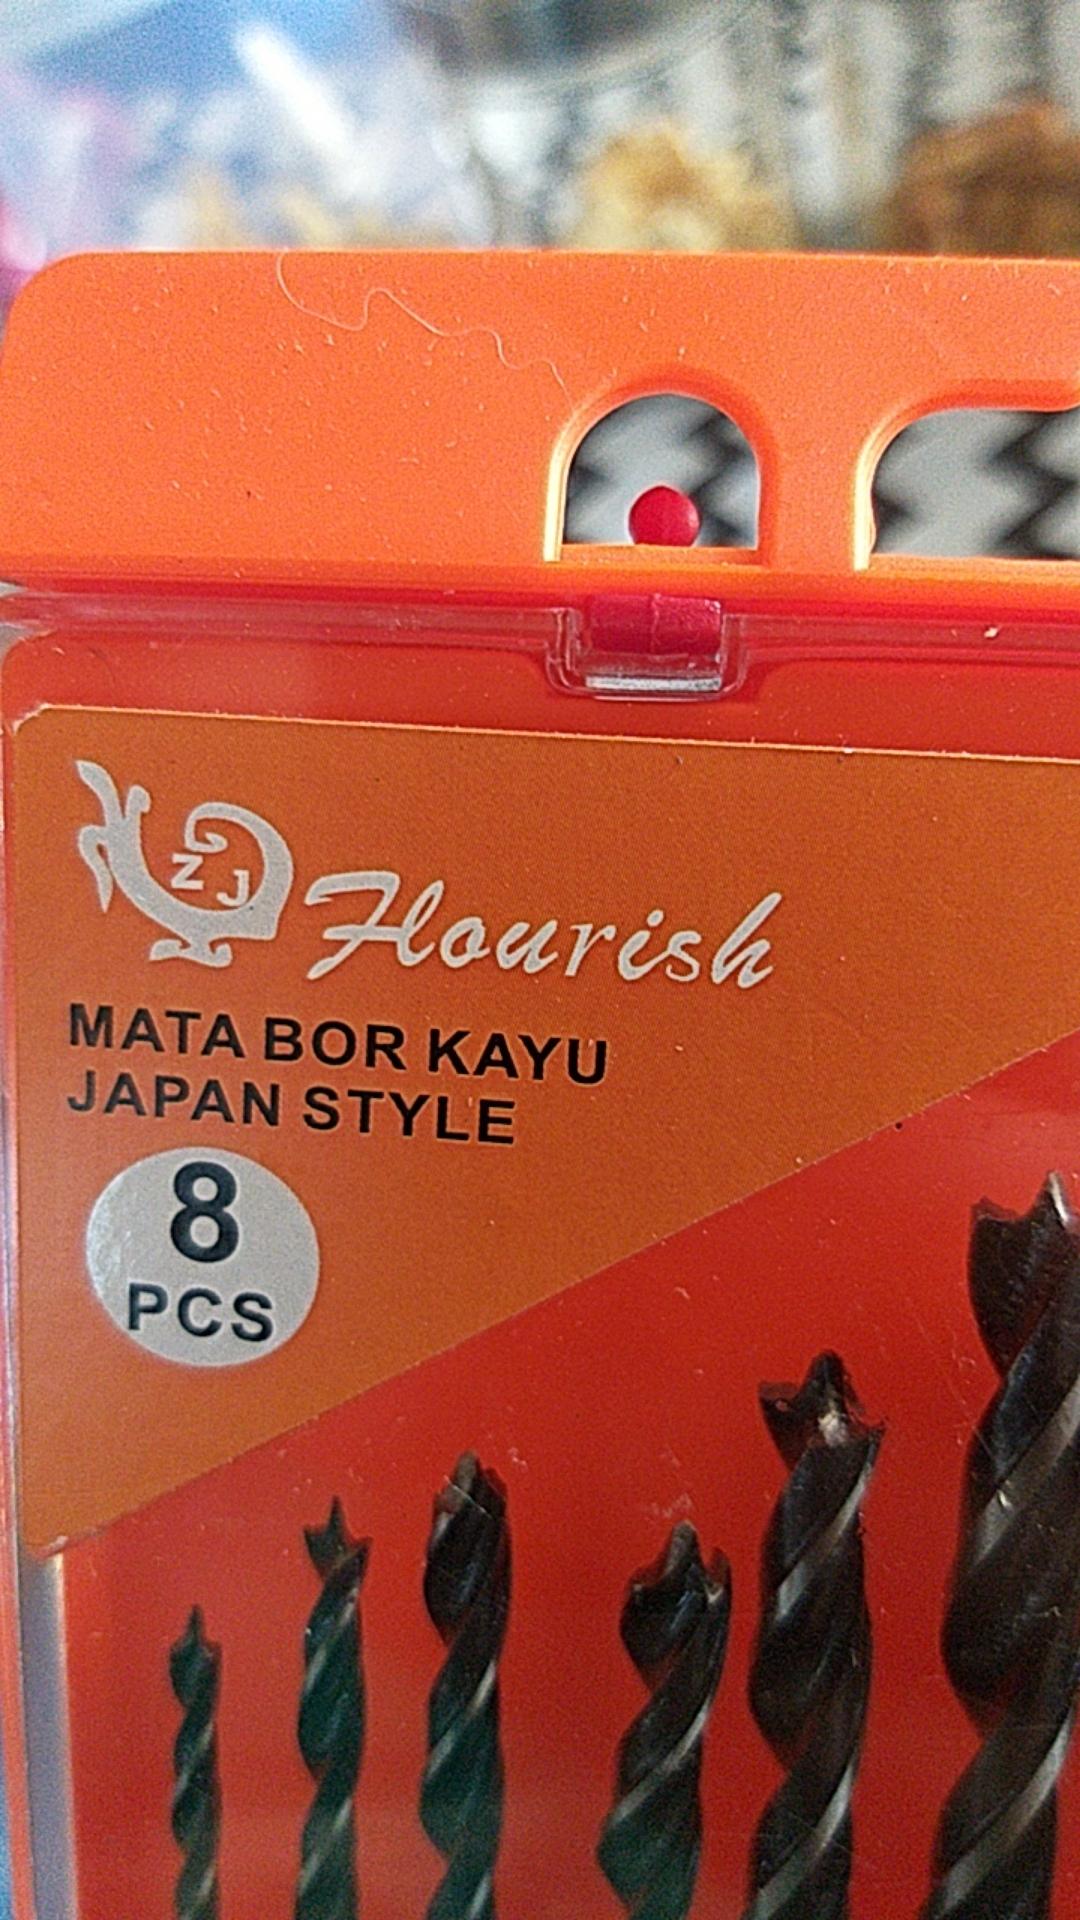 ZJ
Flourish
MATA BOR KAYU
JAPAN STYLE
8
PCS